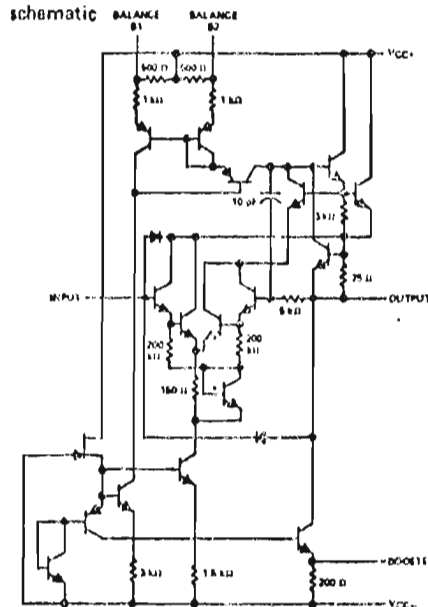 schematic
BALANCE BALANCE
B1 B2
VCC+
500 Ω 500 Ω
1 kΩ 1 kΩ
10 pF
3 kΩ
25 Ω
INPUT
5 kΩ
OUTPUT
200 kΩ
200 kΩ
150 Ω
BOOSTER
3 kΩ
1.5 kΩ
200 Ω
VCC-